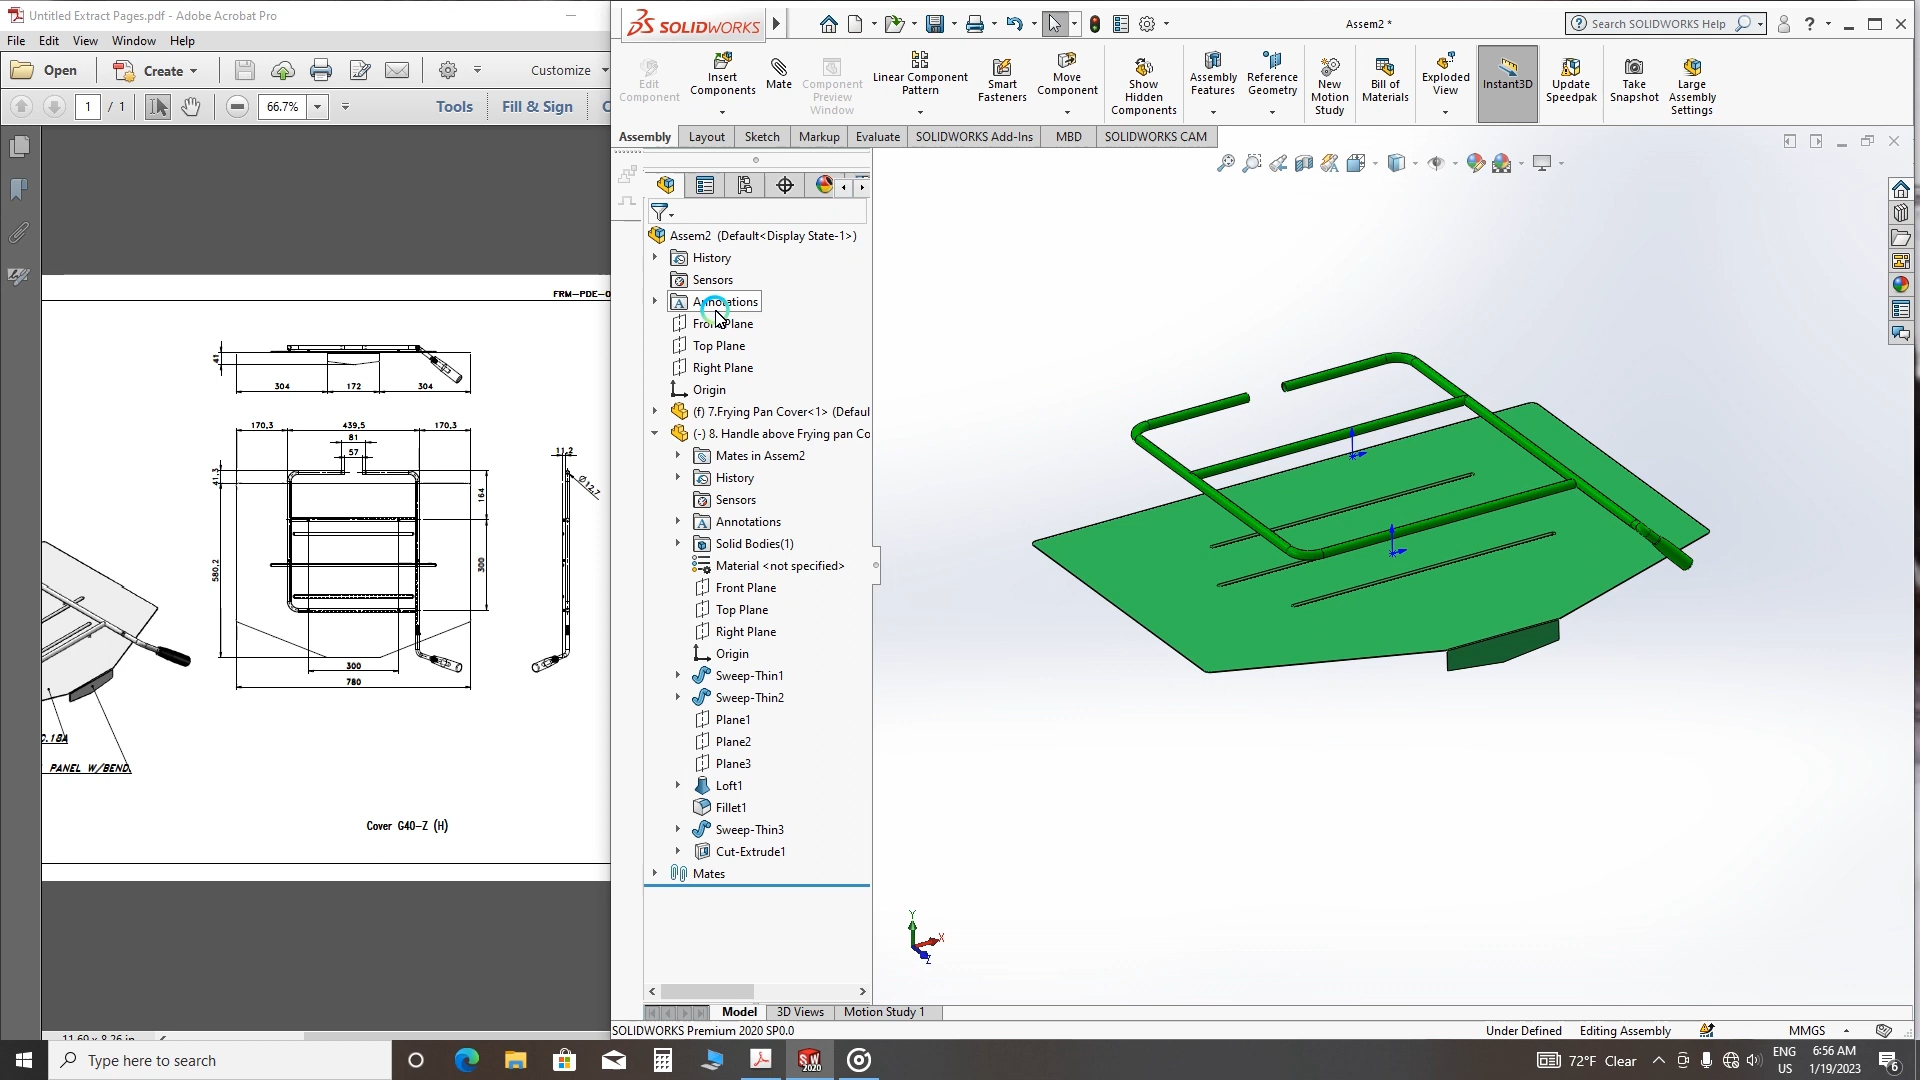 Untitled Extract Pages.pdf - Adobe Acrobat Pro
File Edit View Window Help
Open Create Customize
1 / 1 66.7% Tools Fill & Sign C
FRM-PDE-0
41
304 172 304
170,3 439,5 170,3
81
57
41,3
164
300
580,2
300
780
11,2
Ø12,7
C.18A
PANEL W/BEND
Cover G40-Z (H)
DS SOLIDWORKS
Assem2 *
Search SOLIDWORKS Help
Edit Component
Insert Components
Mate
Component Preview Window
Linear Component Pattern
Smart Fasteners
Move Component
Show Hidden Components
Assembly Features
Reference Geometry
New Motion Study
Bill of Materials
Exploded View
Instant3D
Update Speedpak
Take Snapshot
Large Assembly Settings
Assembly Layout Sketch Markup Evaluate SOLIDWORKS Add-Ins MBD SOLIDWORKS CAM
Assem2 (Default<Display State-1>)
History
Sensors
Annotations
Front Plane
Top Plane
Right Plane
Origin
(f) 7.Frying Pan Cover<1> (Defaul
(-) 8. Handle above Frying pan Co
Mates in Assem2
History
Sensors
Annotations
Solid Bodies(1)
Material <not specified>
Front Plane
Top Plane
Right Plane
Origin
Sweep-Thin1
Sweep-Thin2
Plane1
Plane2
Plane3
Loft1
Fillet1
Sweep-Thin3
Cut-Extrude1
Mates
Y
X
Z
Model 3D Views Motion Study 1
SOLIDWORKS Premium 2020 SP0.0
Under Defined Editing Assembly MMGS
Type here to search
SW 2020
72°F Clear
ENG US
6:56 AM
1/19/2023
6